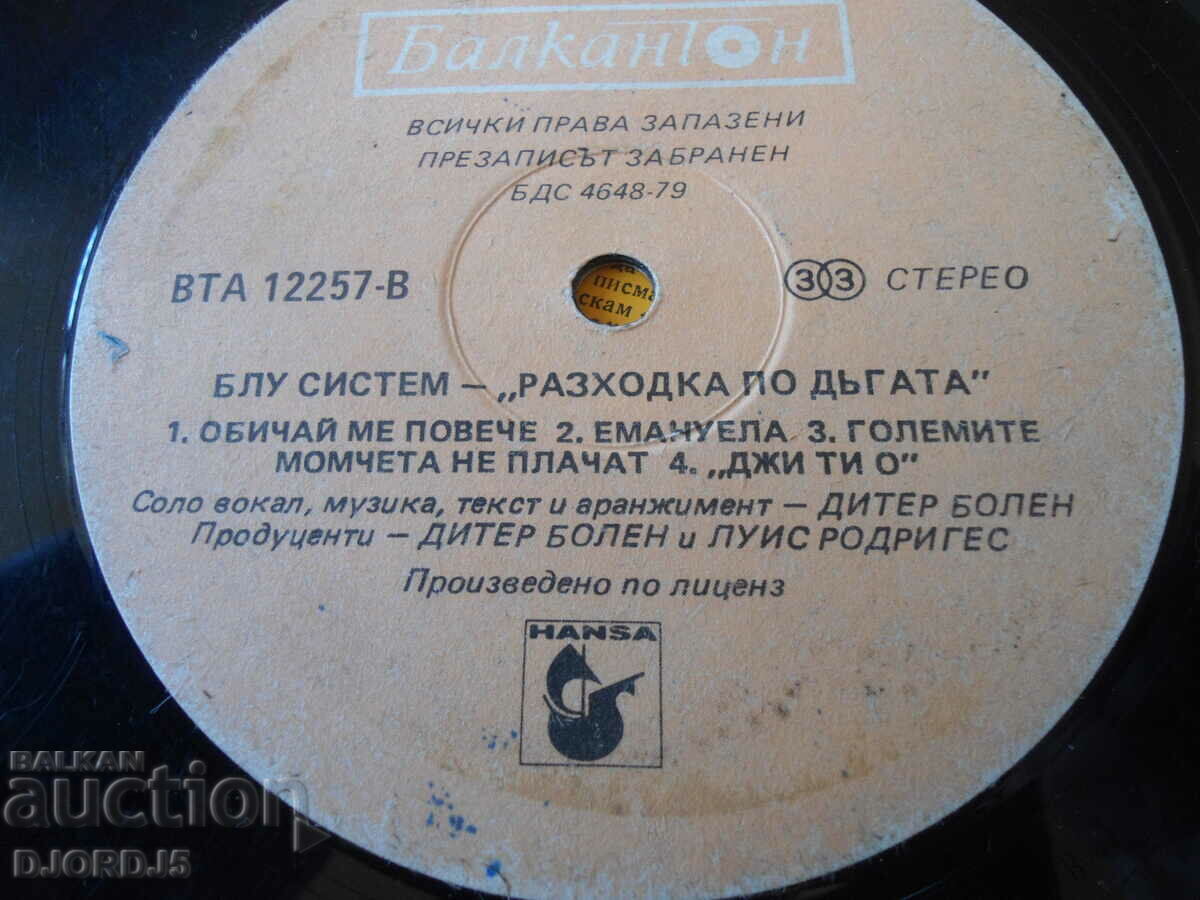 Балкантон
ВСИЧКИ ПРАВА ЗАПАЗЕНИ
ПРЕЗАПИСЪТ ЗАБРАНЕН
БДС 4648-79
ВТА 12257-В
33 СТЕРЕО
писма
скам
БЛУ СИСТЕМ – „РАЗХОДКА ПО ДЪГАТА”
1. ОБИЧАЙ МЕ ПОВЕЧЕ 2. ЕМАНУЕЛА 3. ГОЛЕМИТЕ
МОМЧЕТА НЕ ПЛАЧАТ 4. „ДЖИ ТИ О”
Соло вокал, музика, текст и аранжимент – ДИТЕР БОЛЕН
Продуценти – ДИТЕР БОЛЕН и ЛУИС РОДРИГЕС
Произведено по лиценз
HANSA
BALKAN
auction
DJORDJ5